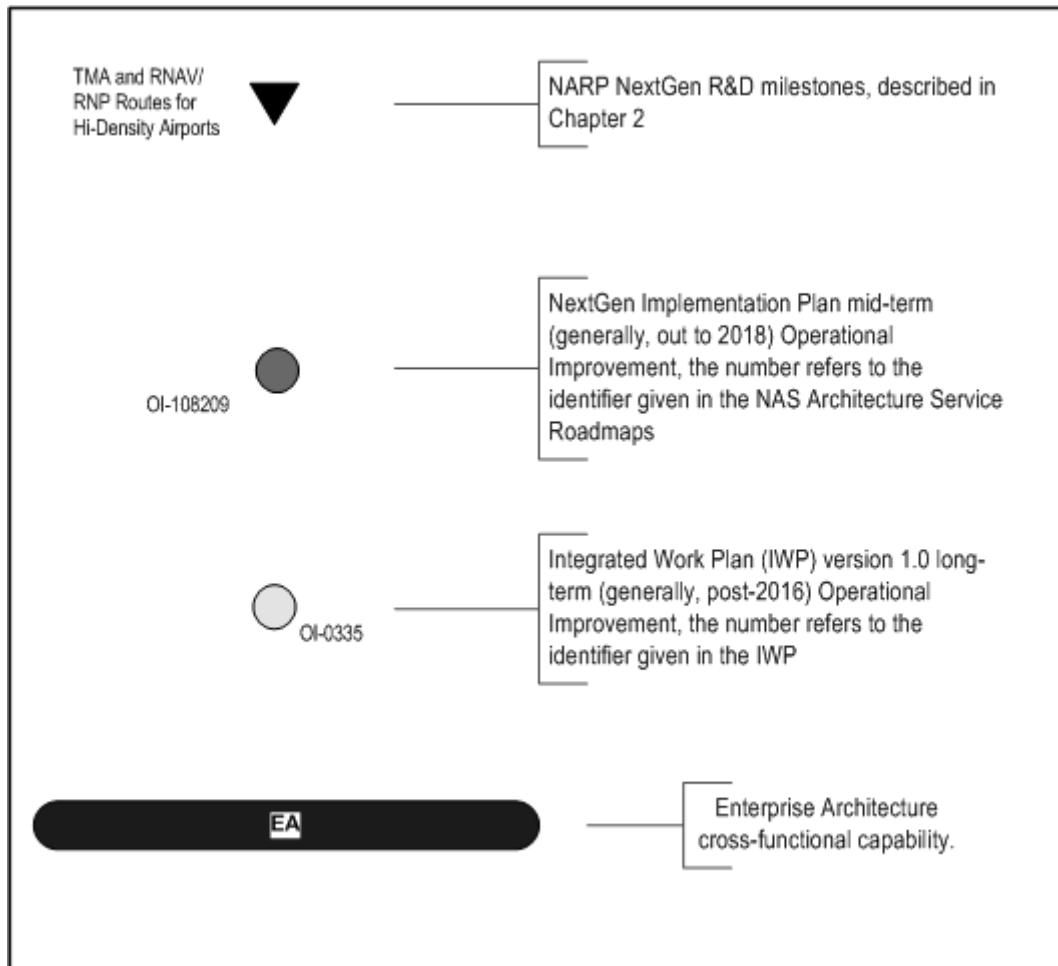 TMA and RNAV/
RNP Routes for
Hi-Density Airports
NARP NextGen R&D milestones, described in
Chapter 2
OI-108209
NextGen Implementation Plan mid-term
(generally, out to 2018) Operational
Improvement, the number refers to the
identifier given in the NAS Architecture Service
Roadmaps
OI-0335
Integrated Work Plan (IWP) version 1.0 long-
term (generally, post-2016) Operational
Improvement, the number refers to the
identifier given in the IWP
EA
Enterprise Architecture
cross-functional capability.